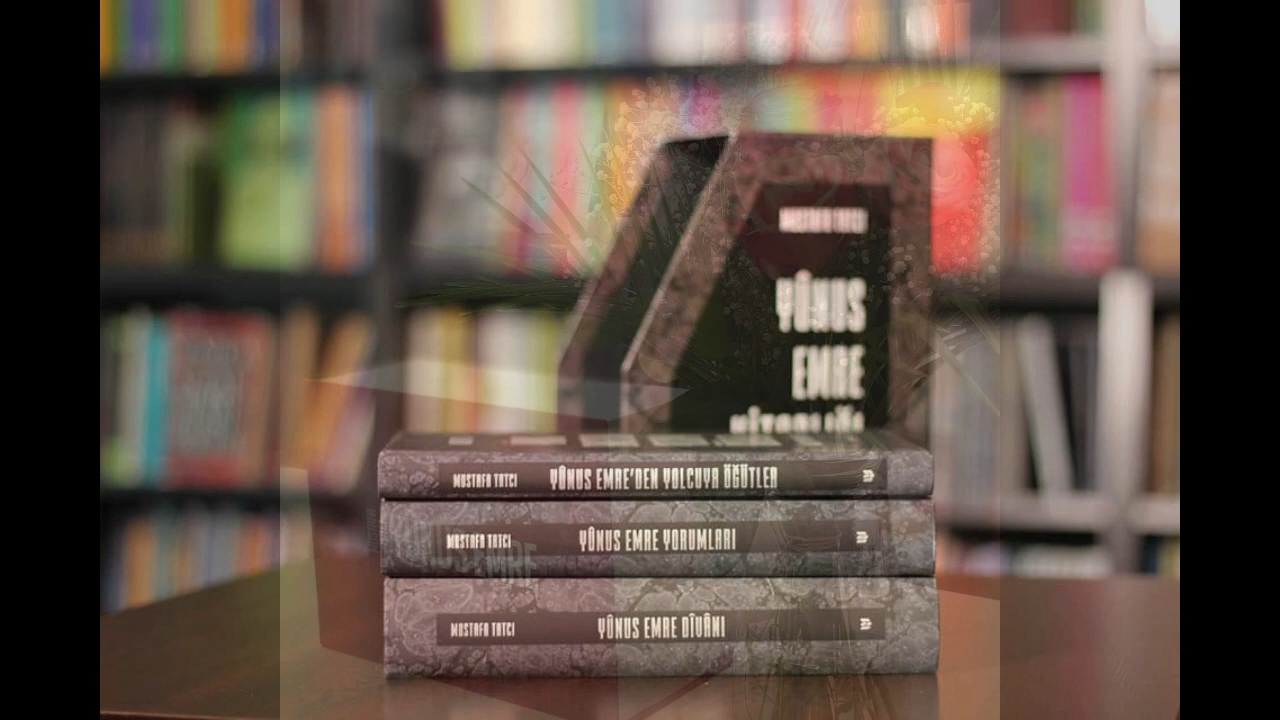 MUSTAFA TATCI
YÛNUS
EMRE
MUSTAFA TATCI YÛNUS EMRE'DEN YOLCUYA ÖĞÜTLER
MUSTAFA TATCI YÛNUS EMRE YORUMLARI
MUSTAFA TATCI YÛNUS EMRE DÎVÂNI